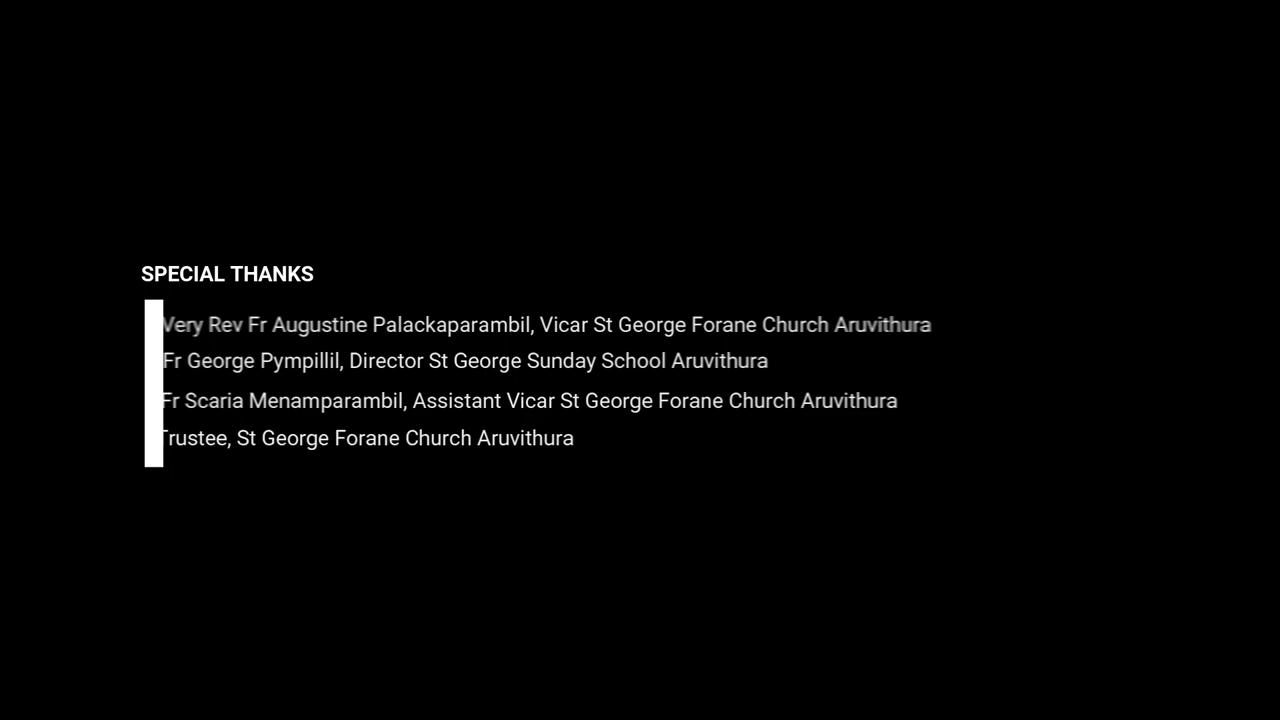 SPECIAL THANKS
Very Rev Fr Augustine Palackaparambil, Vicar St George Forane Church Aruvithura
Fr George Pympillil, Director St George Sunday School Aruvithura
Fr Scaria Menamparambil, Assistant Vicar St George Forane Church Aruvithura
Trustee, St George Forane Church Aruvithura